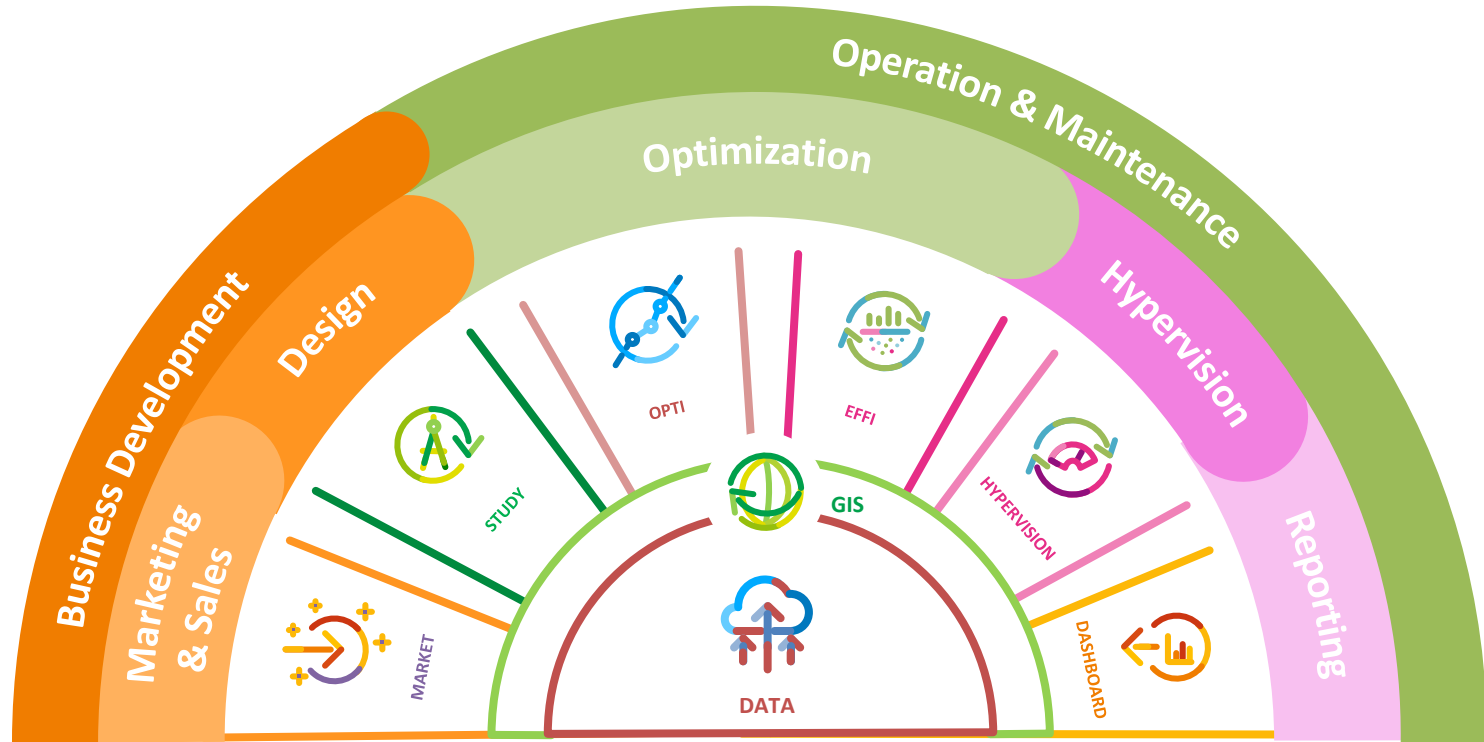 Business Development
Operation & Maintenance
Marketing
& Sales
Design
Optimization
Hypervision
Reporting
MARKET
STUDY
OPTI
EFFI
HYPERVISION
DASHBOARD
GIS
DATA